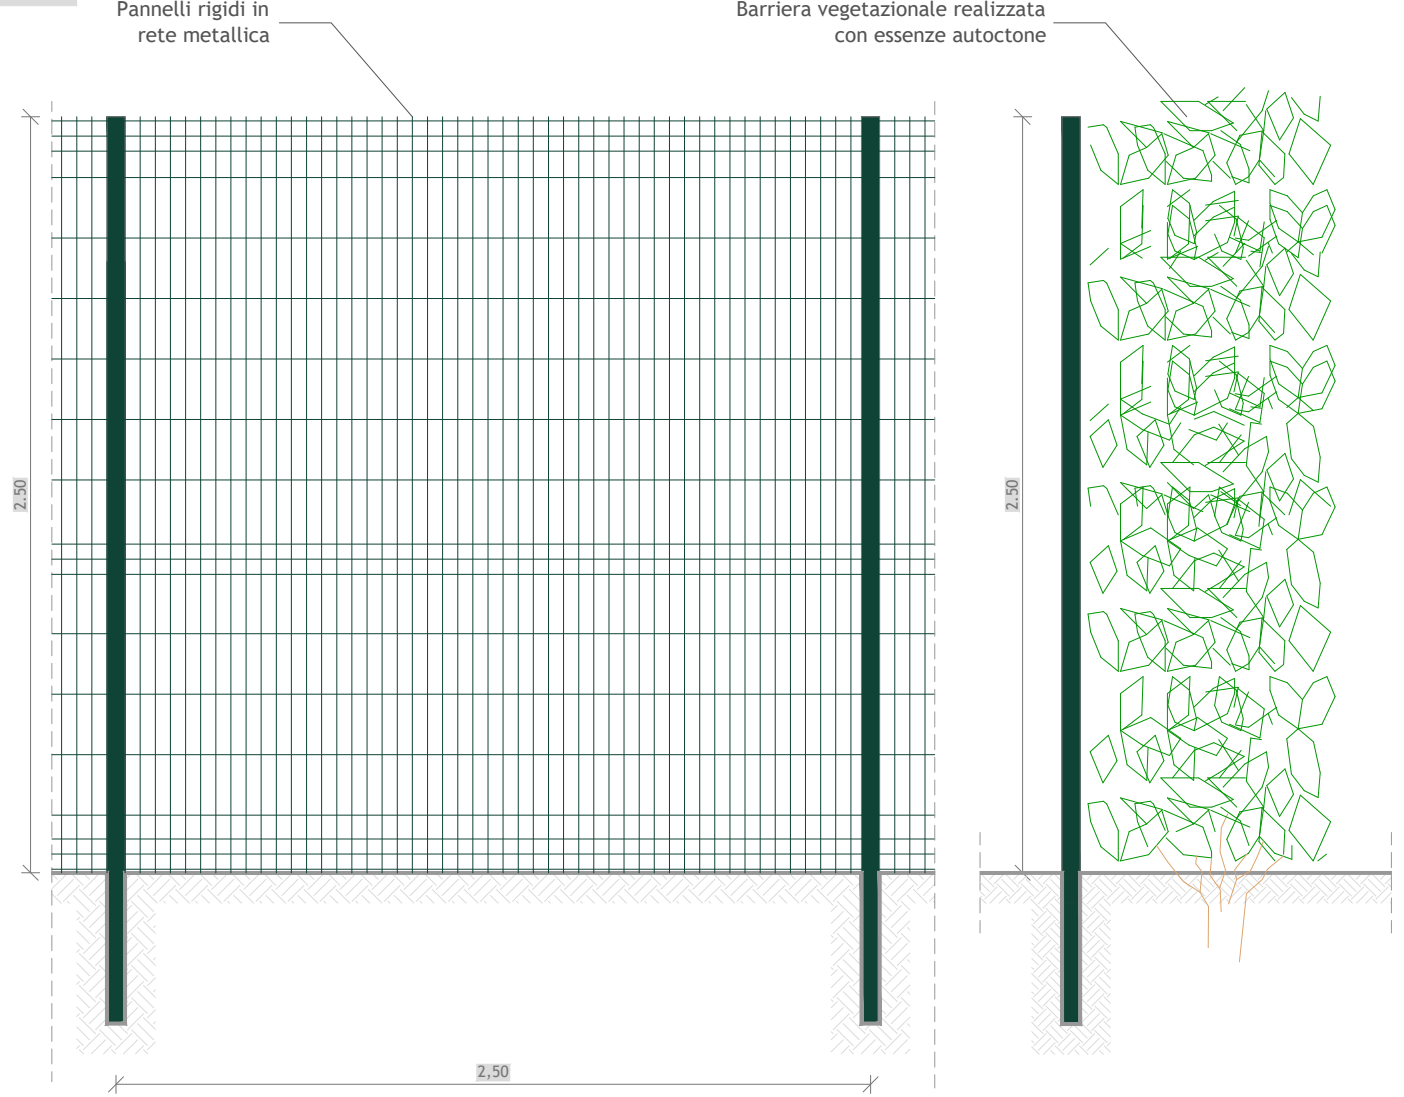 Pannelli rigidi in
rete metallica
Barriera vegetazionale realizzata
con essenze autoctone
2.50
2.50
2,50